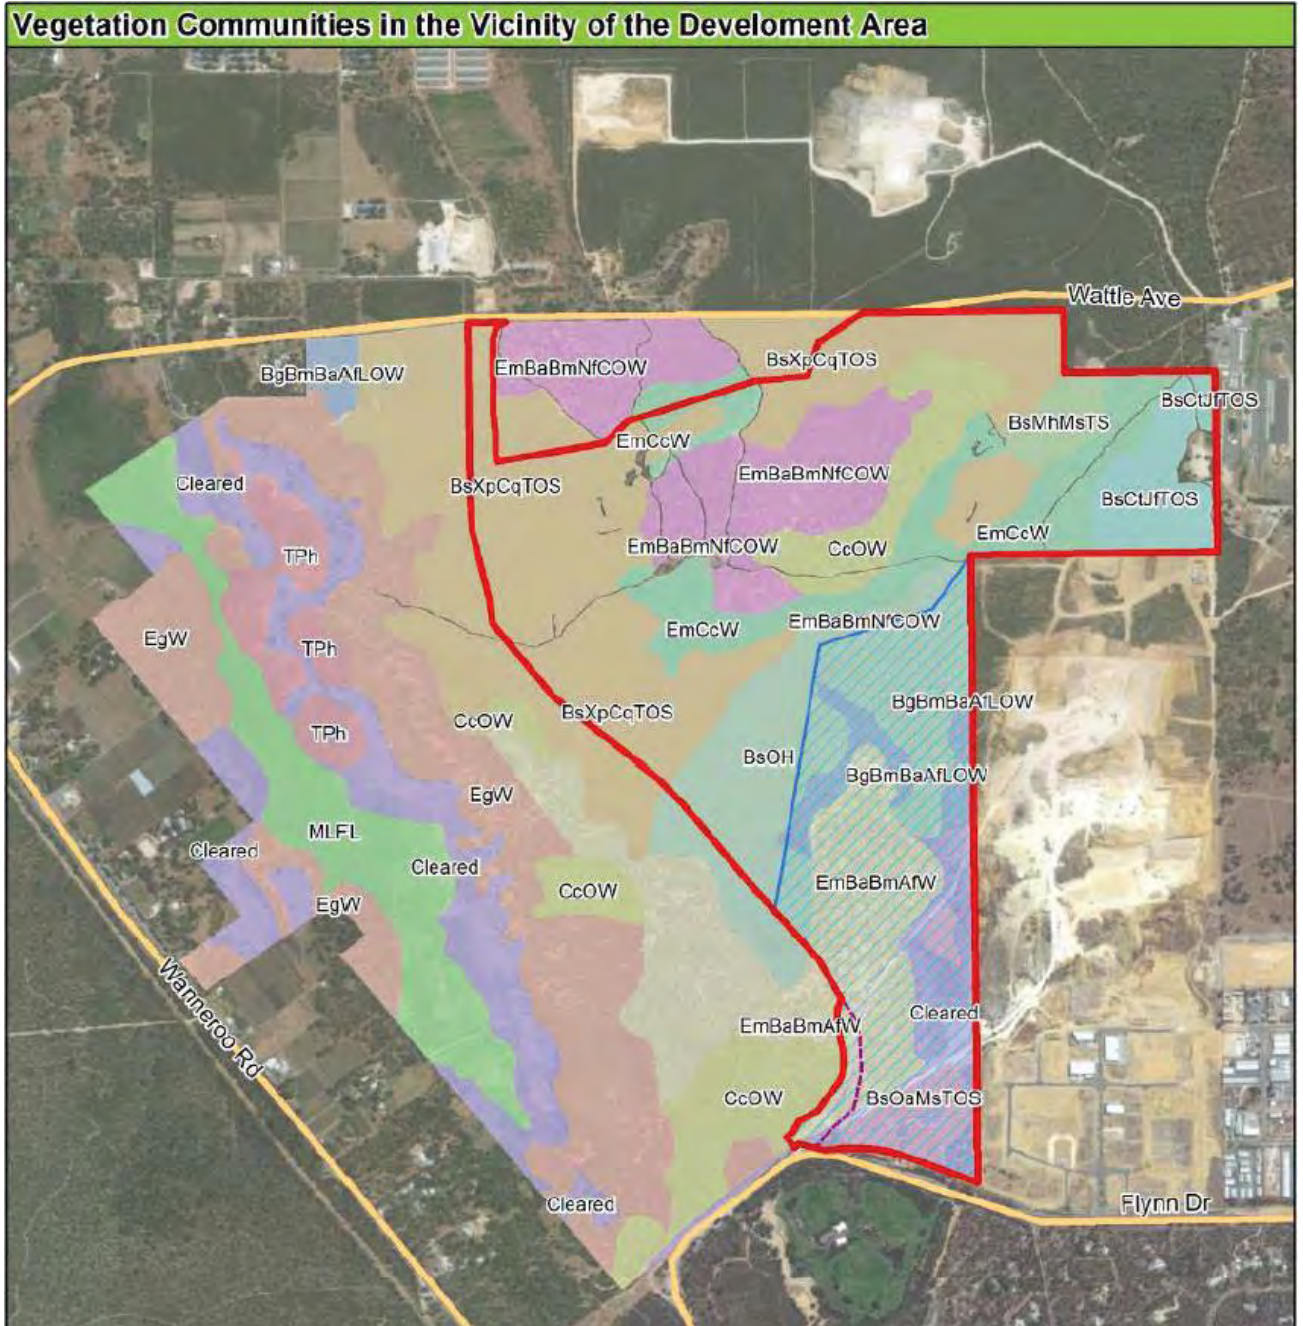 Vegetation Communities in the Vicinity of the Develoment Area
Wattle Ave
BsXpCqTOS
EmBaBmNfCOW
BgBmBaAfLOW
BsCtJfTOS
BsMhMsTS
EmCcW
EmBaBmNfCOW
Cleared
BsXpCqTOS
BsCtJfTOS
EmCcW
EmBaBmNfCOW
CcOW
TPh
EmBaBmNfCOW
EmCcW
EgW
TPh
BgBmBaAfLOW
BsXpCqTOS
CcOW
TPh
BsOH
BgBmBaAfLOW
EgW
MLFL
Cleared
Cleared
EmBaBmAfW
CcOW
EgW
Wanneroo Rd
Cleared
EmBaBmAfW
CcOW
BsOaMsTOS
Cleared
Flynn Dr